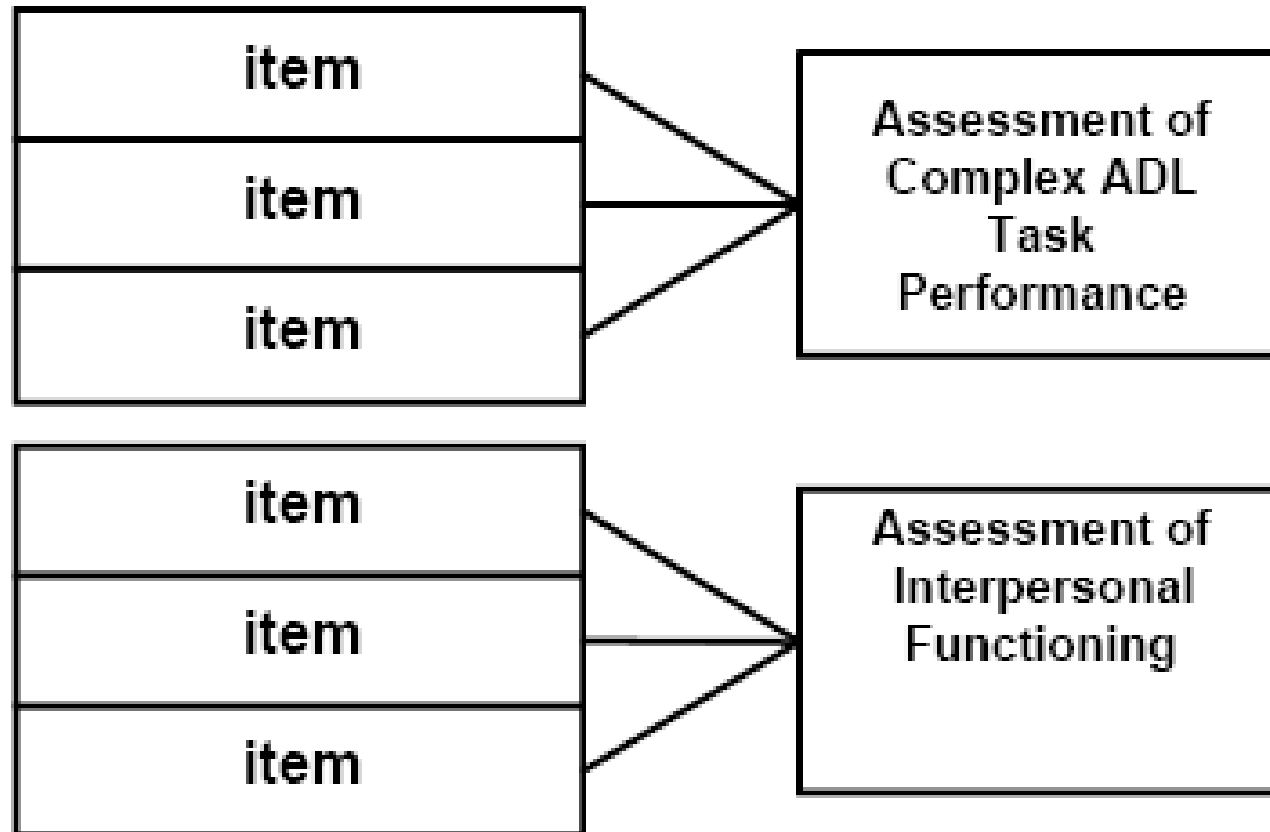 item
item
item
Assessment of
Complex ADL
Task
Performance
item
item
item
Assessment of
Interpersonal
Functioning